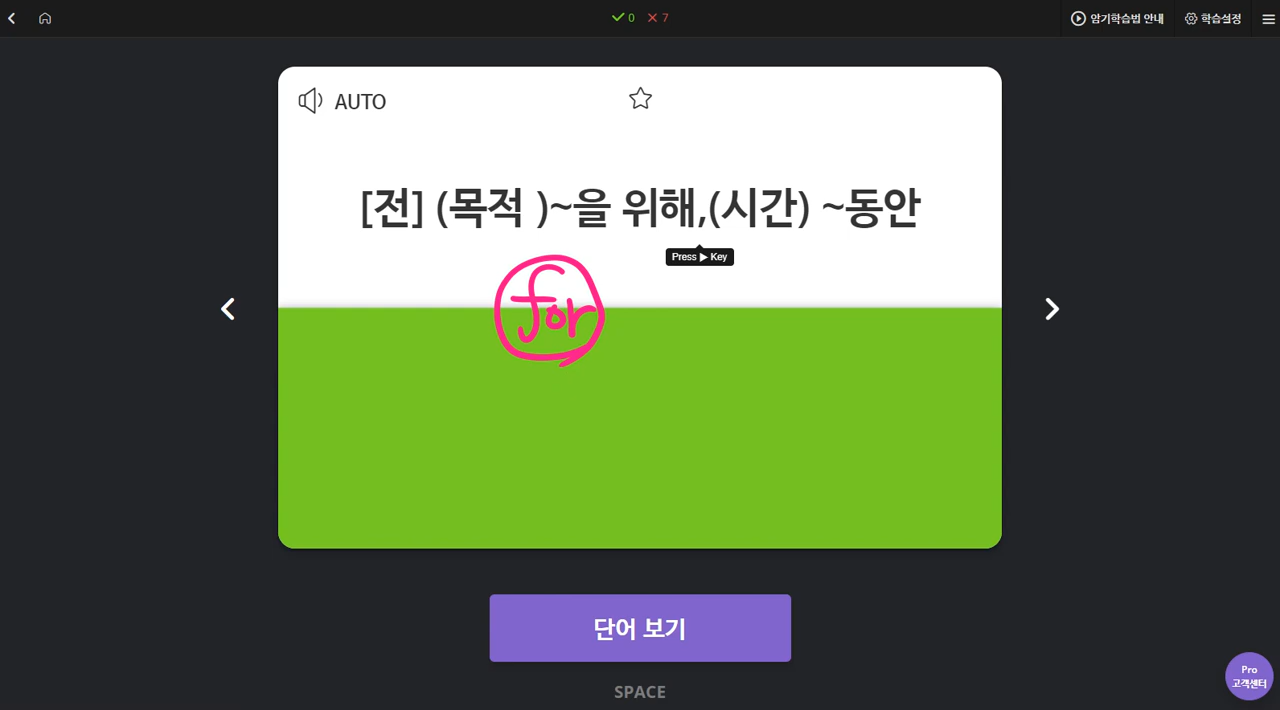 0 7 암기학습법 안내 학습설정
AUTO
[전] (목적 )~을 위해,(시간) ~동안
Press ▶ Key
for
단어 보기
SPACE
Pro
고객센터